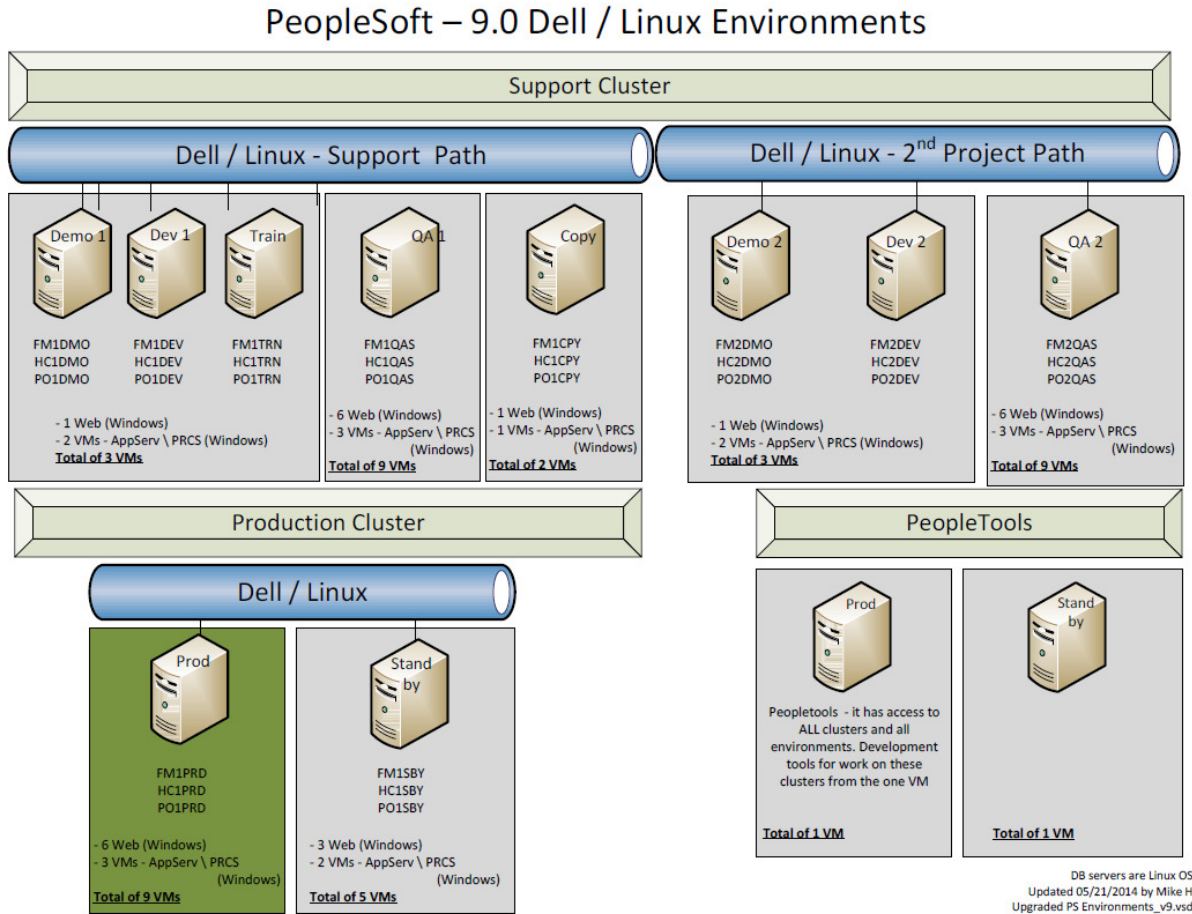 PeopleSoft – 9.0 Dell / Linux Environments
Support Cluster
Dell / Linux - Support Path
Demo 1
Dev 1
Train
FM1DMO
HC1DMO
PO1DMO
FM1DEV
HC1DEV
PO1DEV
FM1TRN
HC1TRN
PO1TRN
- 1 Web (Windows)
- 2 VMs - AppServ \ PRCS (Windows)
Total of 3 VMs
QA 1
FM1QAS
HC1QAS
PO1QAS
- 6 Web (Windows)
- 3 VMs - AppServ \ PRCS
(Windows)
Total of 9 VMs
Copy
FM1CPY
HC1CPY
PO1CPY
- 1 Web (Windows)
- 1 VMs - AppServ \ PRCS
(Windows)
Total of 2 VMs
Dell / Linux - 2nd Project Path
Demo 2
Dev 2
FM2DMO
HC2DMO
PO2DMO
FM2DEV
HC2DEV
PO2DEV
- 1 Web (Windows)
- 2 VMs - AppServ \ PRCS (Windows)
Total of 3 VMs
QA 2
FM2QAS
HC2QAS
PO2QAS
- 6 Web (Windows)
- 3 VMs - AppServ \ PRCS
(Windows)
Total of 9 VMs
Production Cluster
Dell / Linux
Prod
FM1PRD
HC1PRD
PO1PRD
- 6 Web (Windows)
- 3 VMs - AppServ \ PRCS
(Windows)
Total of 9 VMs
Stand
by
FM1SBY
HC1SBY
PO1SBY
- 3 Web (Windows)
- 2 VMs - AppServ \ PRCS
(Windows)
Total of 5 VMs
PeopleTools
Prod
Peopletools - it has access to
ALL clusters and all
environments. Development
tools for work on these
clusters from the one VM
Total of 1 VM
Stand
by
Total of 1 VM
DB servers are Linux OS
Updated 05/21/2014 by Mike H
Upgraded PS Environments_v9.vsd